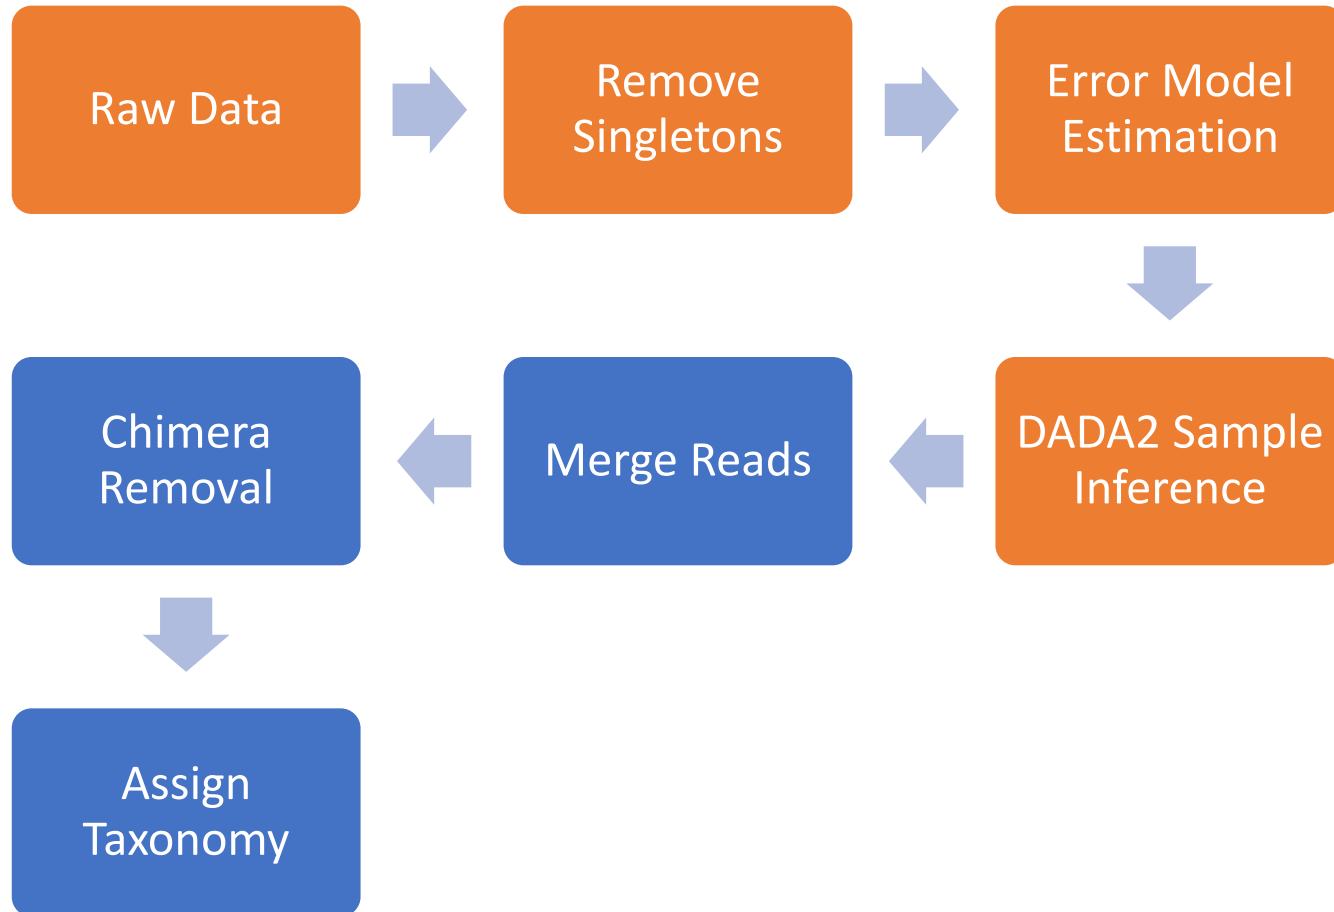 Raw Data
Remove
Singletons
Error Model
Estimation
DADA2 Sample
Inference
Merge Reads
Chimera
Removal
Assign
Taxonomy